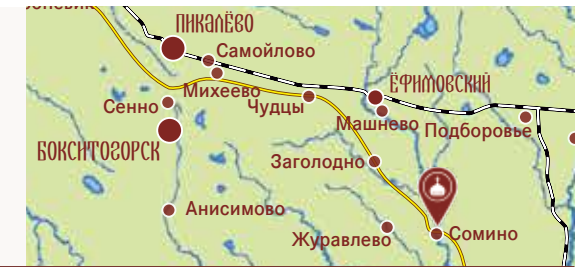 ПИКАЛЁВО
Самойлово
Михеево
ЕФИМОВСКИЙ
Сенно
Чудцы
Машнево
Подборовье
БОКСИТОГОРСК
Заголодно
Анисимово
Журавлево
Сомино